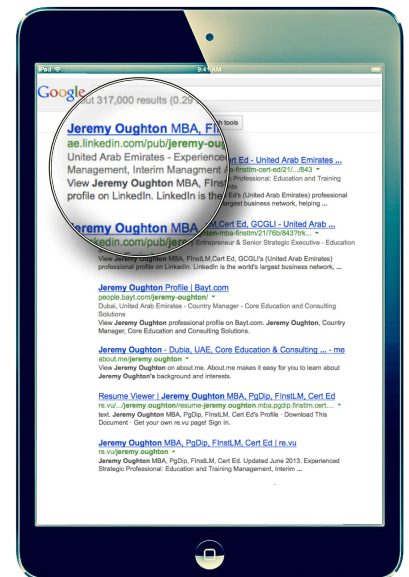 iPad 9:41 AM
Google
out 317,000 results (0.29
ch tools
Jeremy Oughton MBA, FI
ae.linkedin.com/pub/jeremy-oug
United Arab Emirates - Experience
Management, Interim Managment
View Jeremy Oughton MBA, FIns
profile on LinkedIn. LinkedIn is the
ert Ed - United Arab Emirates ...
-finstlm-cert-ed/21/.../843
Professional: Education and Training
Ed's (United Arab Emirates) professional
argest business network, helping ...
Jeremy Oughton M,Cert Ed, GCGLI - United Arab ...
linkedin.com/pub/jeremy ghton-mba-finstlm/21/76b/843?trk...
Entrepreneur & Senior Strategic Executive - Education
View Jeremy Oughton MBA, FInstLM,Cert Ed, GCGLI's (United Arab Emirates)
professional profile on LinkedIn. LinkedIn is the world's largest business network, ...
Jeremy Oughton Profile | Bayt.com
people.bayt.com/jeremy-oughton/
Dubai, United Arab Emirates - Country Manager - Core Education and Consulting
Solutions
View Jeremy Oughton professional profile on Bayt.com. Jeremy Oughton, Country
Manager, Core Education and Consulting Solutions.
Jeremy Oughton - Dubia, UAE, Core Education & Consulting ... - me
about.me/jeremy.oughton
View Jeremy Oughton on about.me. About.me makes it easy for you to learn about
Jeremy Oughton's background and interests.
Resume Viewer | Jeremy Oughton MBA, PgDip, FInstLM, Cert Ed
re.vu/.../jeremy.oughton/resume-jeremy.oughton.mba.pgdip.finstlm.cert....
text. Jeremy Oughton MBA, PgDip, FInstLM, Cert Ed's Profile · Download This
Document · Get your own re.vu page! Sign In.
Jeremy Oughton MBA, PgDip, FInstLM, Cert Ed | re.vu
re.vu/jeremy.oughton
Jeremy Oughton MBA, PgDip, FInstLM, Cert Ed. Updated June 2013. Experienced
Strategic Professional: Education and Training Management, Interim ...